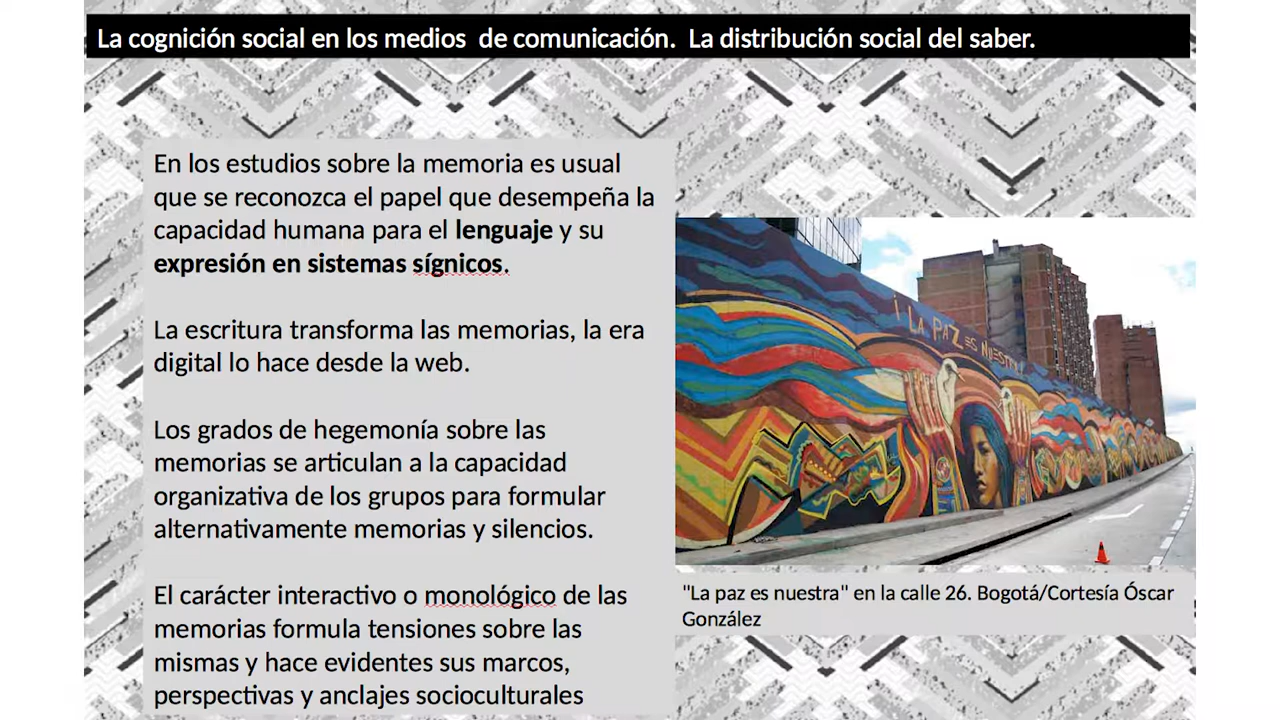 La cognición social en los medios  de comunicación.  La distribución social del saber.
En los estudios sobre la memoria es usual
que se reconozca el papel que desempeña la
capacidad humana para el lenguaje y su
expresión en sistemas sígnicos.
La escritura transforma las memorias, la era
digital lo hace desde la web.
Los grados de hegemonía sobre las
memorias se articulan a la capacidad
organizativa de los grupos para formular
alternativamente memorias y silencios.
El carácter interactivo o monológico de las
memorias formula tensiones sobre las
mismas y hace evidentes sus marcos,
perspectivas y anclajes socioculturales
¡ LA PAZ ES NUESTRA
"La paz es nuestra" en la calle 26. Bogotá/Cortesía Óscar
González